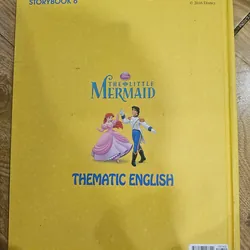 STORYBOOK 6
THE LITTLE
MERMAID
THEMATIC ENGLISH